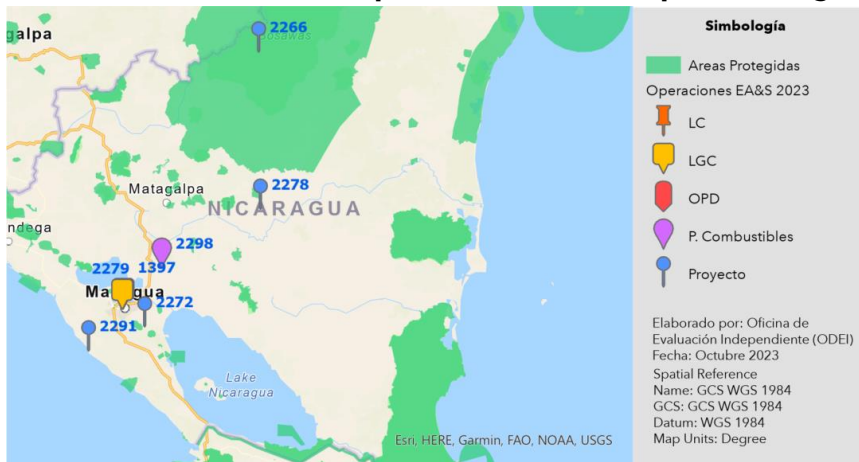 galpa
Bosawas
2266
Matagalpa
2278
NICARAGUA
ndega
2298
2279
1397
2272
2291
Lake
Nicaragua
Esri, HERE, Garmin, FAO, NOAA, USGS
Simbología
Areas Protegidas
Operaciones EA&S 2023
LC
LGC
OPD
P. Combustibles
Proyecto
Elaborado por: Oficina de
Evaluación Independiente (ODEI)
Fecha: Octubre 2023
Spatial Reference
Name: GCS WGS 1984
GCS: GCS WGS 1984
Datum: WGS 1984
Map Units: Degree